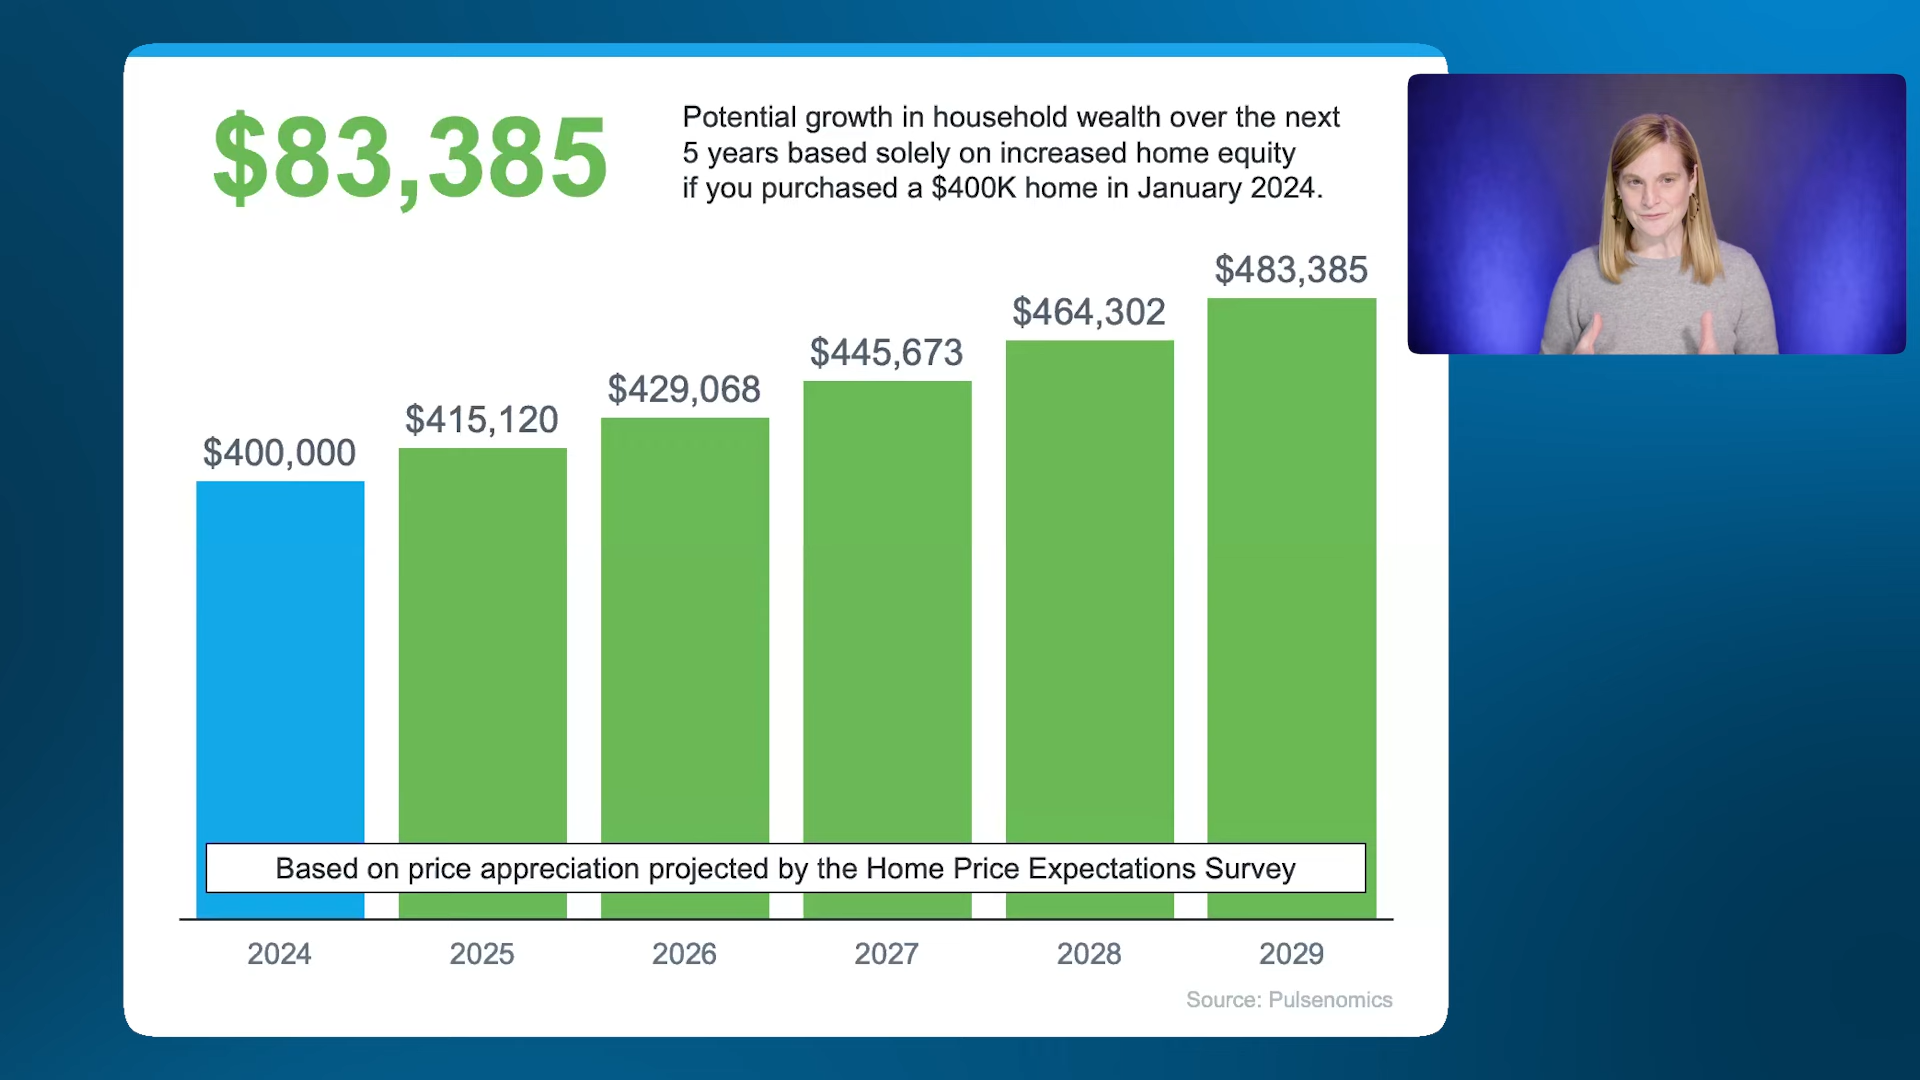 $83,385
Potential growth in household wealth over the next
5 years based solely on increased home equity
if you purchased a $400K home in January 2024.
$400,000
$415,120
$429,068
$445,673
$464,302
$483,385
Based on price appreciation projected by the Home Price Expectations Survey
2024
2025
2026
2027
2028
2029
Source: Pulsenomics